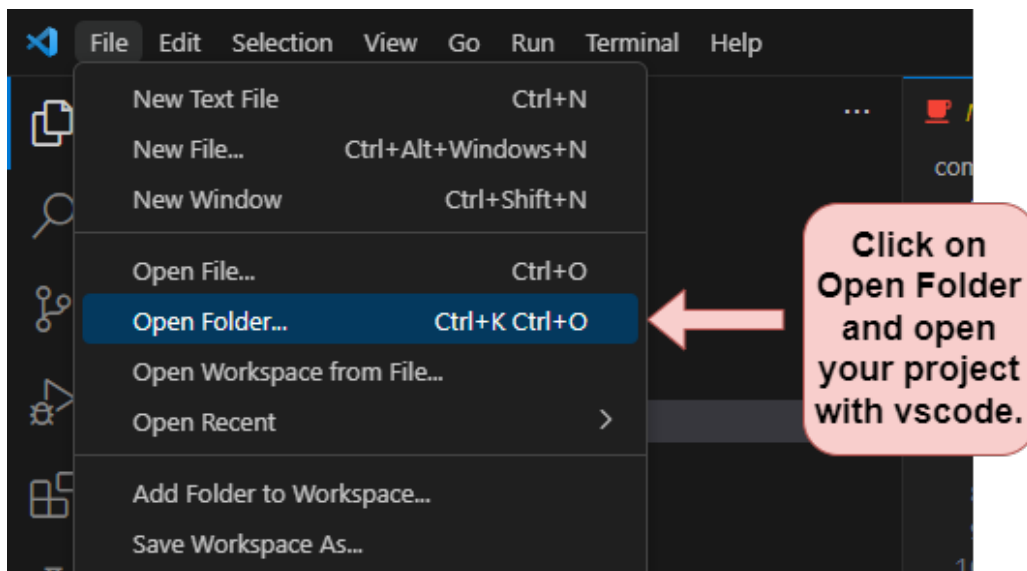 File Edit Selection View Go Run Terminal Help
New Text File Ctrl+N
New File... Ctrl+Alt+Windows+N
New Window Ctrl+Shift+N
Open File... Ctrl+O
Open Folder... Ctrl+K Ctrl+O
Open Workspace from File...
Open Recent
Add Folder to Workspace...
Save Workspace As...
...
con
Click on
Open Folder
and open
your project
with vscode.